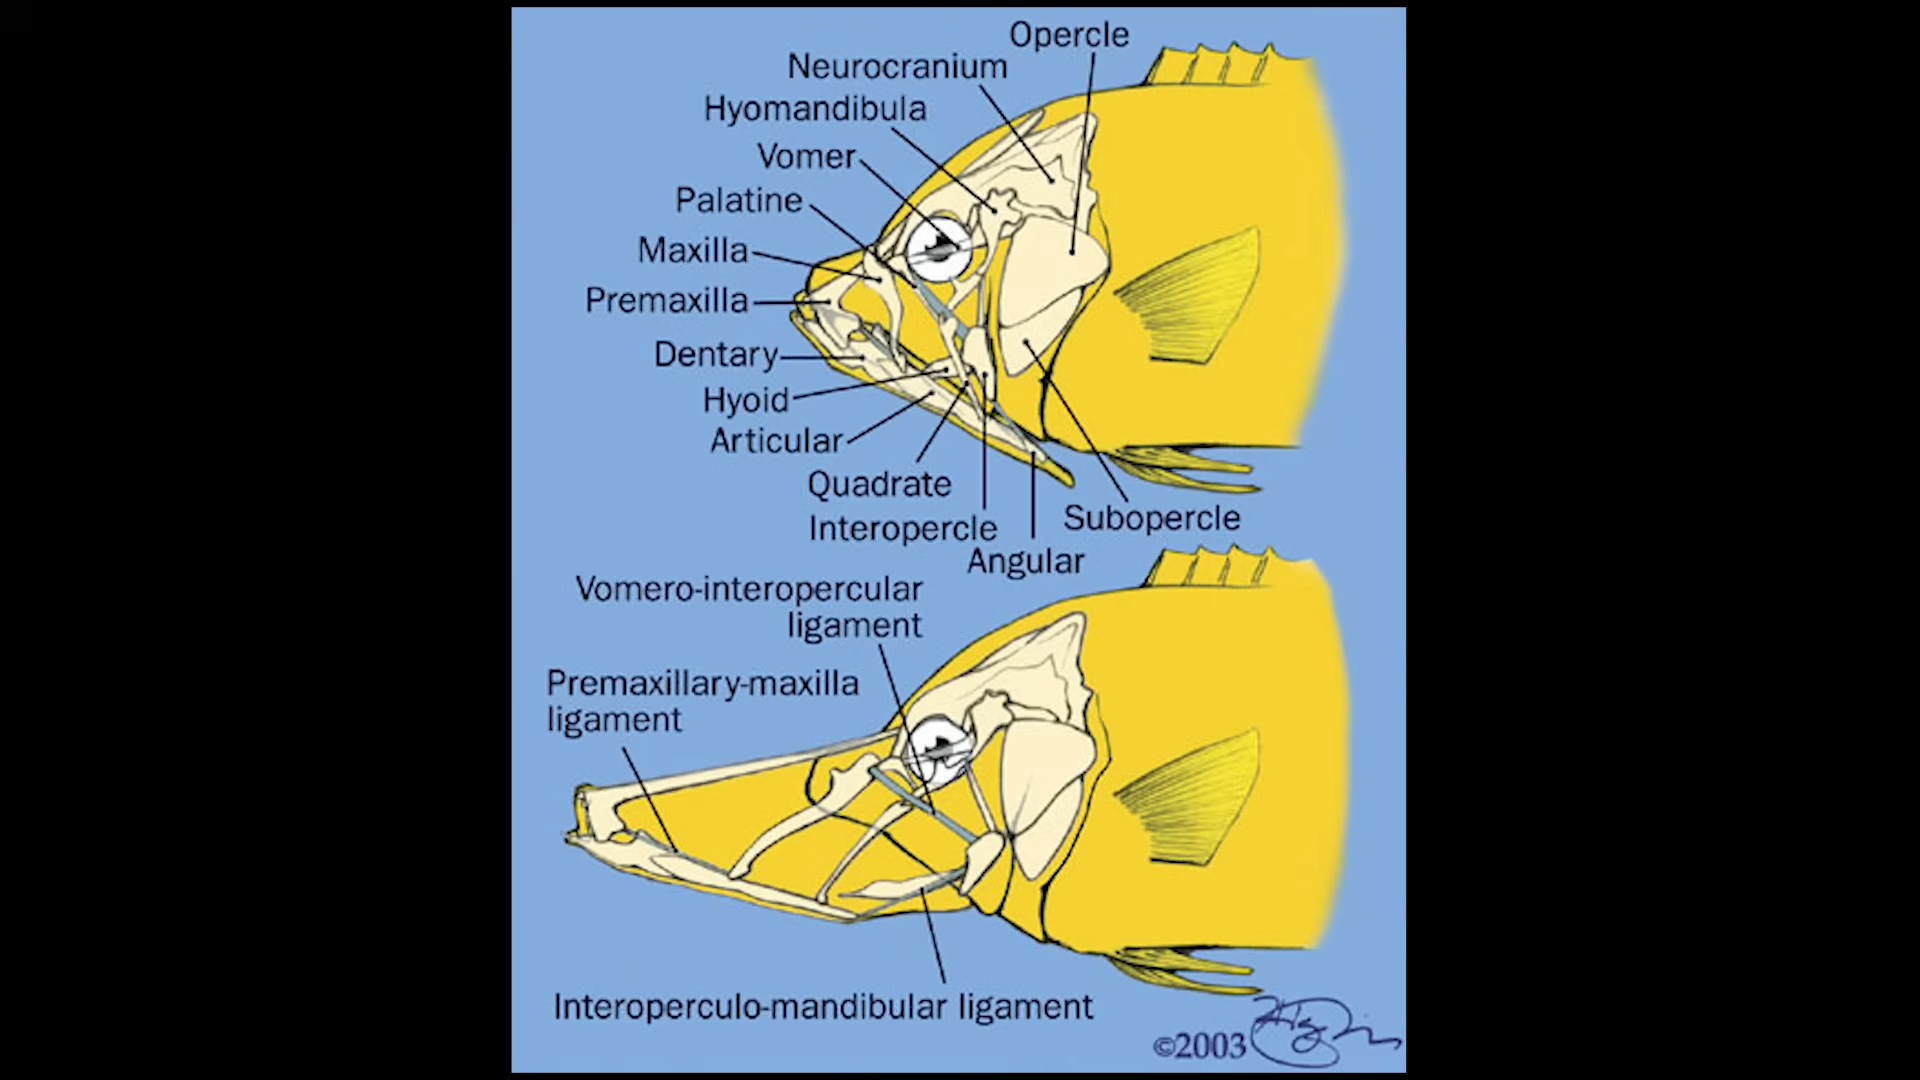 Opercle
Neurocranium
Hyomandibula
Vomer
Palatine
Maxilla
Premaxilla
Dentary
Hyoid
Articular
Quadrate
Interopercle
Subopercle
Angular
Vomero-interopercular
ligament
Premaxillary-maxilla
ligament
Interoperculo-mandibular ligament
©2003